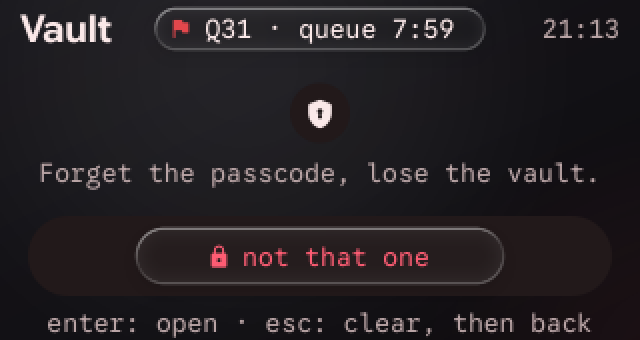 Vault Q31 · queue 7:59 21:13
Forget the passcode, lose the vault.
not that one
enter: open · esc: clear, then back